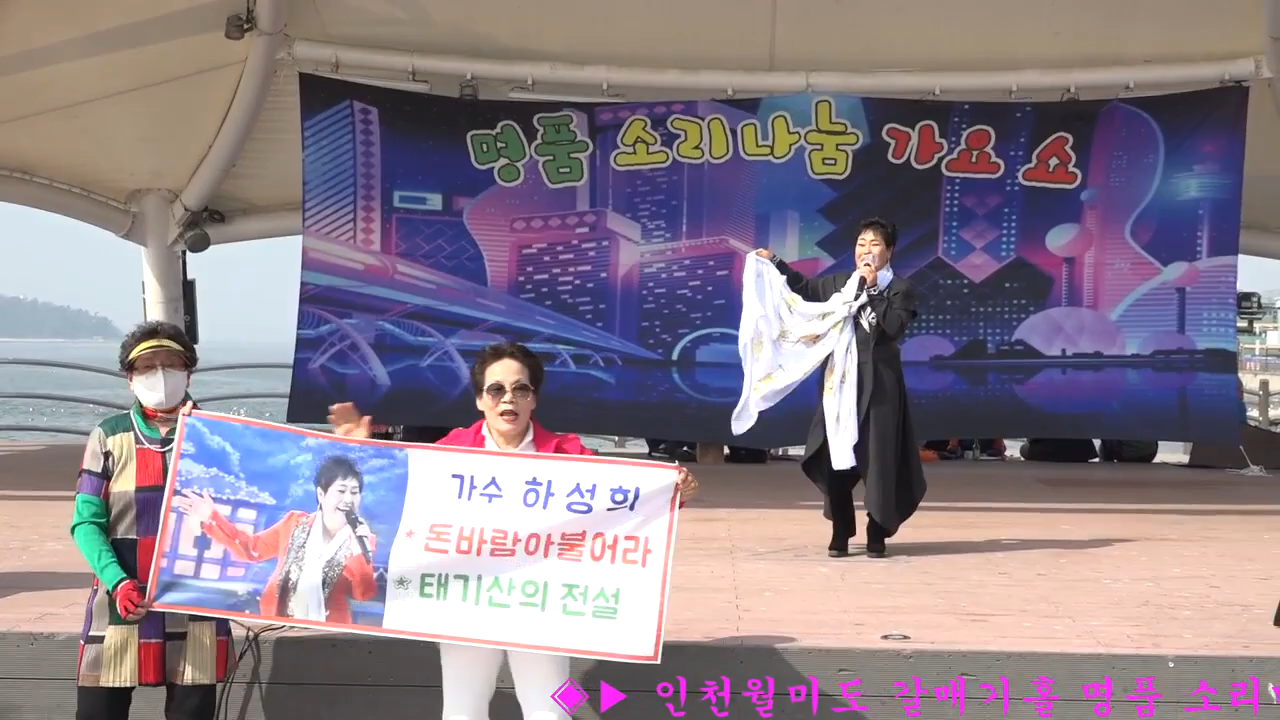 명품 소리나눔 가요 쇼
가수 하성희
* 돈바람아불어라
* 태기산의 전설
◈▶ 인천월미도 갈매기홀 명품 소리